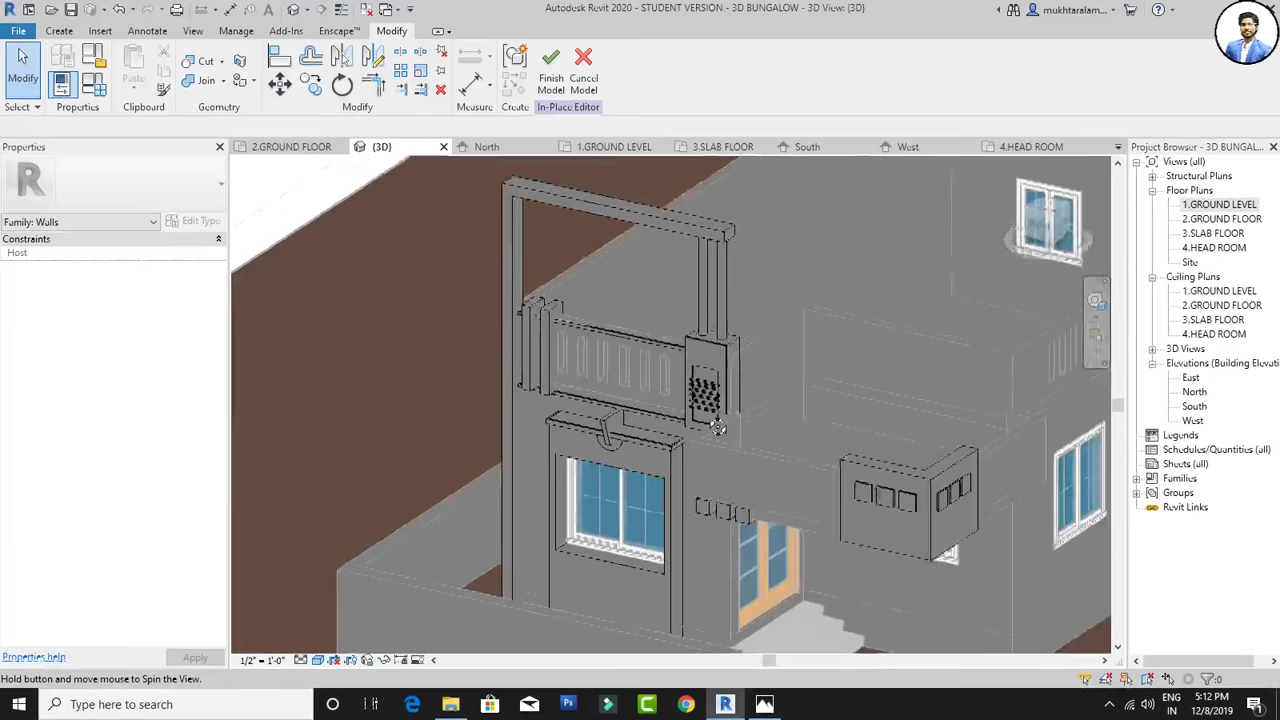 Autodesk Revit 2020 - STUDENT VERSION - 3D BUNGALOW - 3D View: {3D}
mukhtaralam...
File Create Insert Annotate View Manage Add-Ins Enscape™ Modify
Modify
Paste
Cut
Join
Finish Model
Cancel Model
Select Properties Clipboard Geometry Modify Measure Create In-Place Editor
Properties
2.GROUND FLOOR {3D} North 1.GROUND LEVEL 3.SLAB FLOOR South West 4.HEAD ROOM
Project Browser - 3D BUNGAL...
Family: Walls
Edit Type
Constraints
Host
Views (all)
Structural Plans
Floor Plans
1.GROUND LEVEL
2.GROUND FLOOR
3.SLAB FLOOR
4.HEAD ROOM
Site
Ceiling Plans
1.GROUND LEVEL
2.GROUND FLOOR
3.SLAB FLOOR
4.HEAD ROOM
3D Views
Elevations (Building Elevati
East
North
South
West
Legends
Schedules/Quantities (all)
Sheets (all)
Families
Groups
Revit Links
Properties help
Apply
1/2" = 1'-0"
Hold button and move mouse to Spin the View.
:0
Type here to search
ENG
IN
5:12 PM
12/8/2019